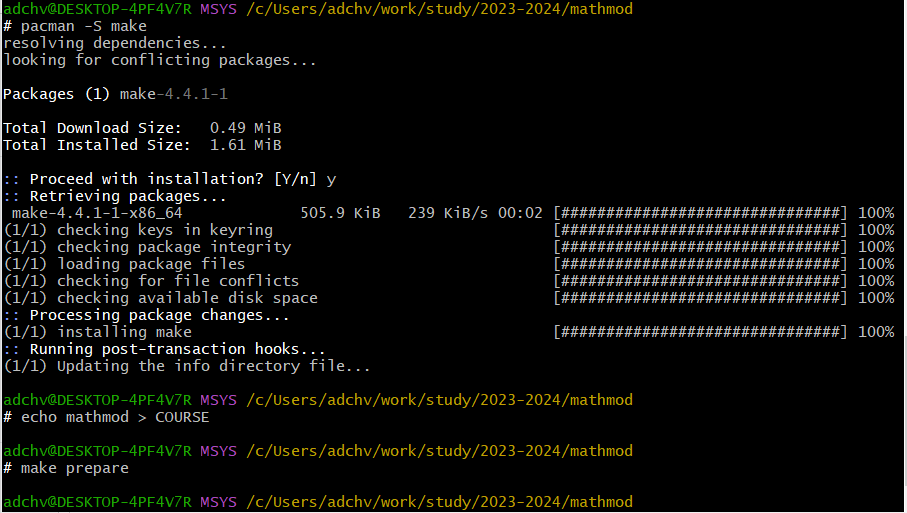 adchv@DESKTOP-4PF4V7R MSYS /c/Users/adchv/work/study/2023-2024/mathmod
# pacman -S make
resolving dependencies...
looking for conflicting packages...
Packages (1) make-4.4.1-1
Total Download Size:   0.49 MiB
Total Installed Size:  1.61 MiB
:: Proceed with installation? [Y/n] y
:: Retrieving packages...
 make-4.4.1-1-x86_64             505.9 KiB   239 KiB/s 00:02 [################################] 100%
(1/1) checking keys in keyring                                [################################] 100%
(1/1) checking package integrity                              [################################] 100%
(1/1) loading package files                                   [################################] 100%
(1/1) checking for file conflicts                             [################################] 100%
(1/1) checking available disk space                           [################################] 100%
:: Processing package changes...
(1/1) installing make                                         [################################] 100%
:: Running post-transaction hooks...
(1/1) Updating the info directory file...
adchv@DESKTOP-4PF4V7R MSYS /c/Users/adchv/work/study/2023-2024/mathmod
# echo mathmod > COURSE
adchv@DESKTOP-4PF4V7R MSYS /c/Users/adchv/work/study/2023-2024/mathmod
# make prepare
adchv@DESKTOP-4PF4V7R MSYS /c/Users/adchv/work/study/2023-2024/mathmod